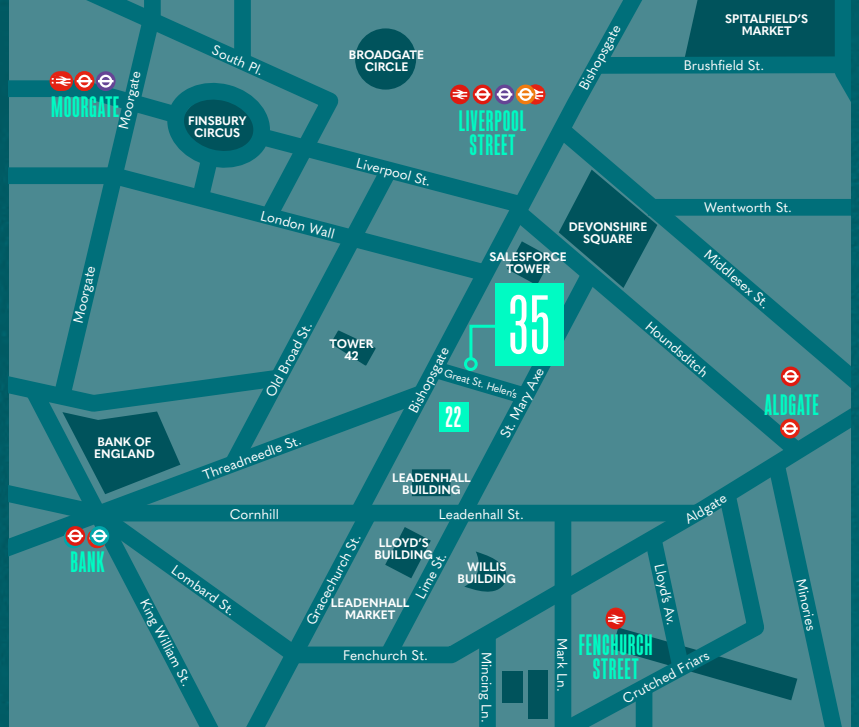 SPITALFIELD'S
MARKET
Bishopsgate
South Pl.
BROADGATE
CIRCLE
Brushfield St.
Moorgate
MOORGATE
LIVERPOOL
STREET
FINSBURY
CIRCUS
Liverpool St.
Wentworth St.
London Wall
DEVONSHIRE
SQUARE
SALESFORCE
TOWER
Middlesex St.
Moorgate
35
TOWER
42
Old Broad St.
Houndsditch
Bishopsgate
Great St. Helen's
St. Mary Axe
ALDGATE
22
BANK OF
ENGLAND
Threadneedle St.
LEADENHALL
BUILDING
Cornhill
Leadenhall St.
Aldgate
BANK
LLOYD'S
BUILDING
WILLIS
BUILDING
Lombard St.
Gracechurch St.
Lime St.
LEADENHALL
MARKET
Lloyd's Av.
Minories
King William St.
Fenchurch St.
FENCHURCH
STREET
Mincing Ln.
Mark Ln.
Crutched Friars